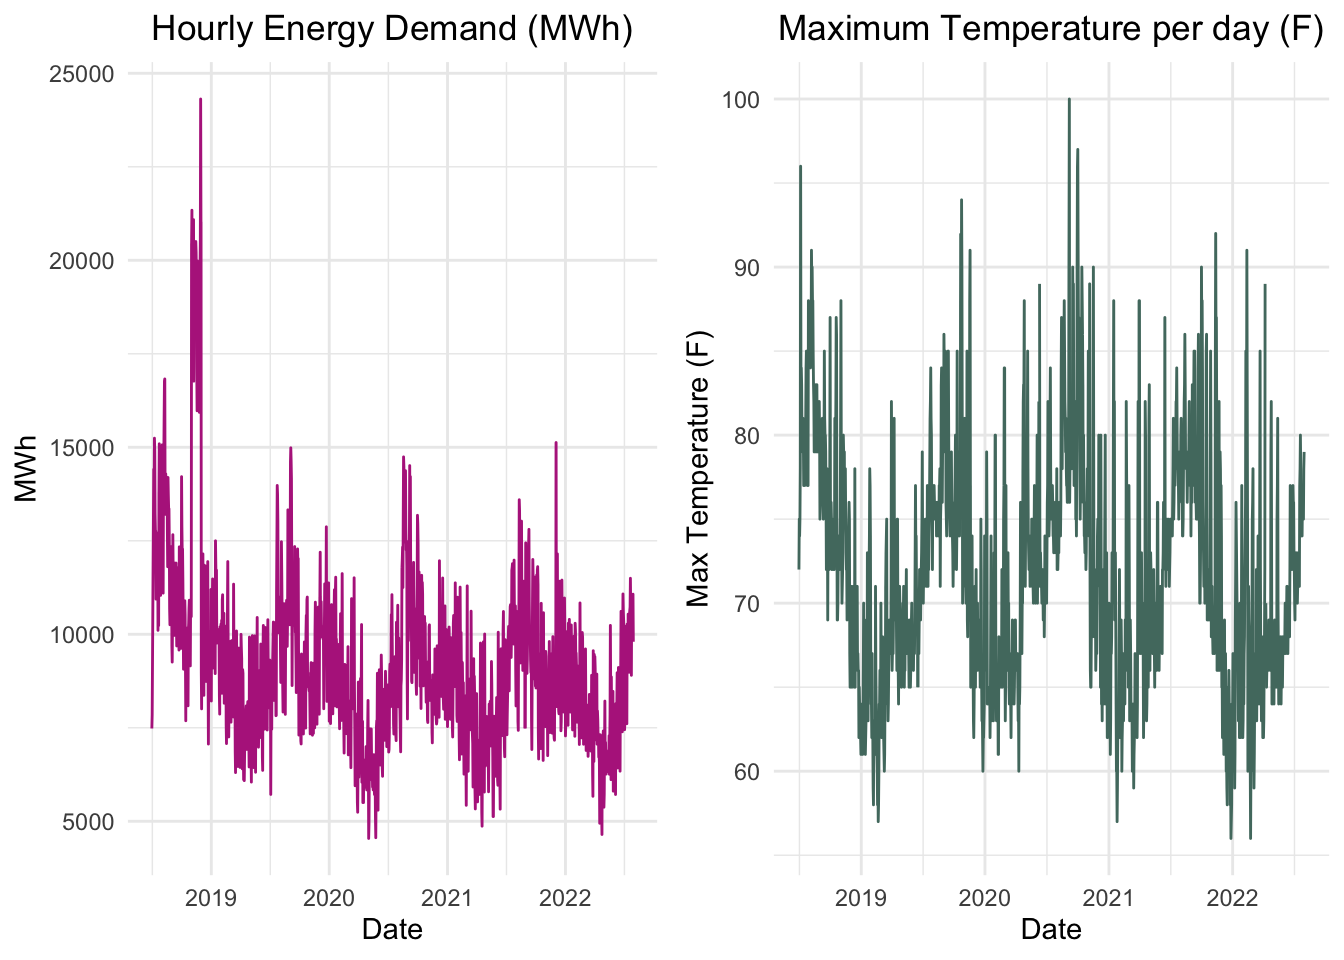 Hourly Energy Demand (MWh)
25000
20000
15000
10000
5000
MWh
2019 2020 2021 2022
Date
Maximum Temperature per day (F)
100
90
80
70
60
Max Temperature (F)
2019 2020 2021 2022
Date